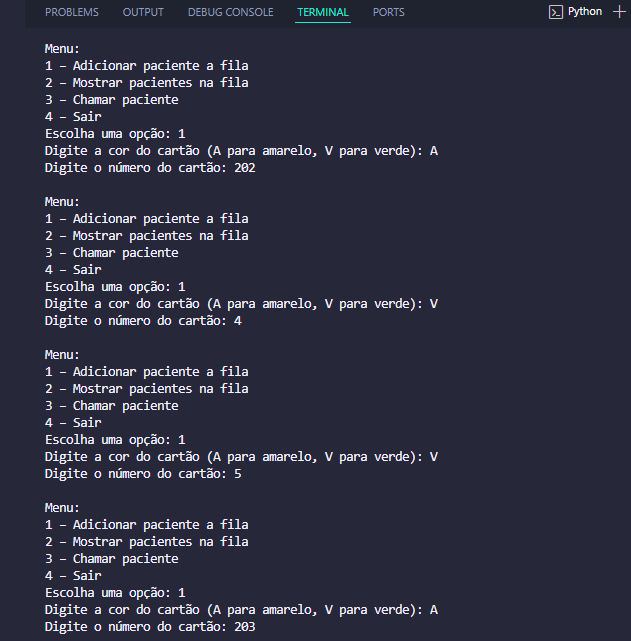 PROBLEMS OUTPUT DEBUG CONSOLE TERMINAL PORTS Python
Menu:
1 – Adicionar paciente a fila
2 – Mostrar pacientes na fila
3 – Chamar paciente
4 – Sair
Escolha uma opção: 1
Digite a cor do cartão (A para amarelo, V para verde): A
Digite o número do cartão: 202
Menu:
1 – Adicionar paciente a fila
2 – Mostrar pacientes na fila
3 – Chamar paciente
4 – Sair
Escolha uma opção: 1
Digite a cor do cartão (A para amarelo, V para verde): V
Digite o número do cartão: 4
Menu:
1 – Adicionar paciente a fila
2 – Mostrar pacientes na fila
3 – Chamar paciente
4 – Sair
Escolha uma opção: 1
Digite a cor do cartão (A para amarelo, V para verde): V
Digite o número do cartão: 5
Menu:
1 – Adicionar paciente a fila
2 – Mostrar pacientes na fila
3 – Chamar paciente
4 – Sair
Escolha uma opção: 1
Digite a cor do cartão (A para amarelo, V para verde): A
Digite o número do cartão: 203